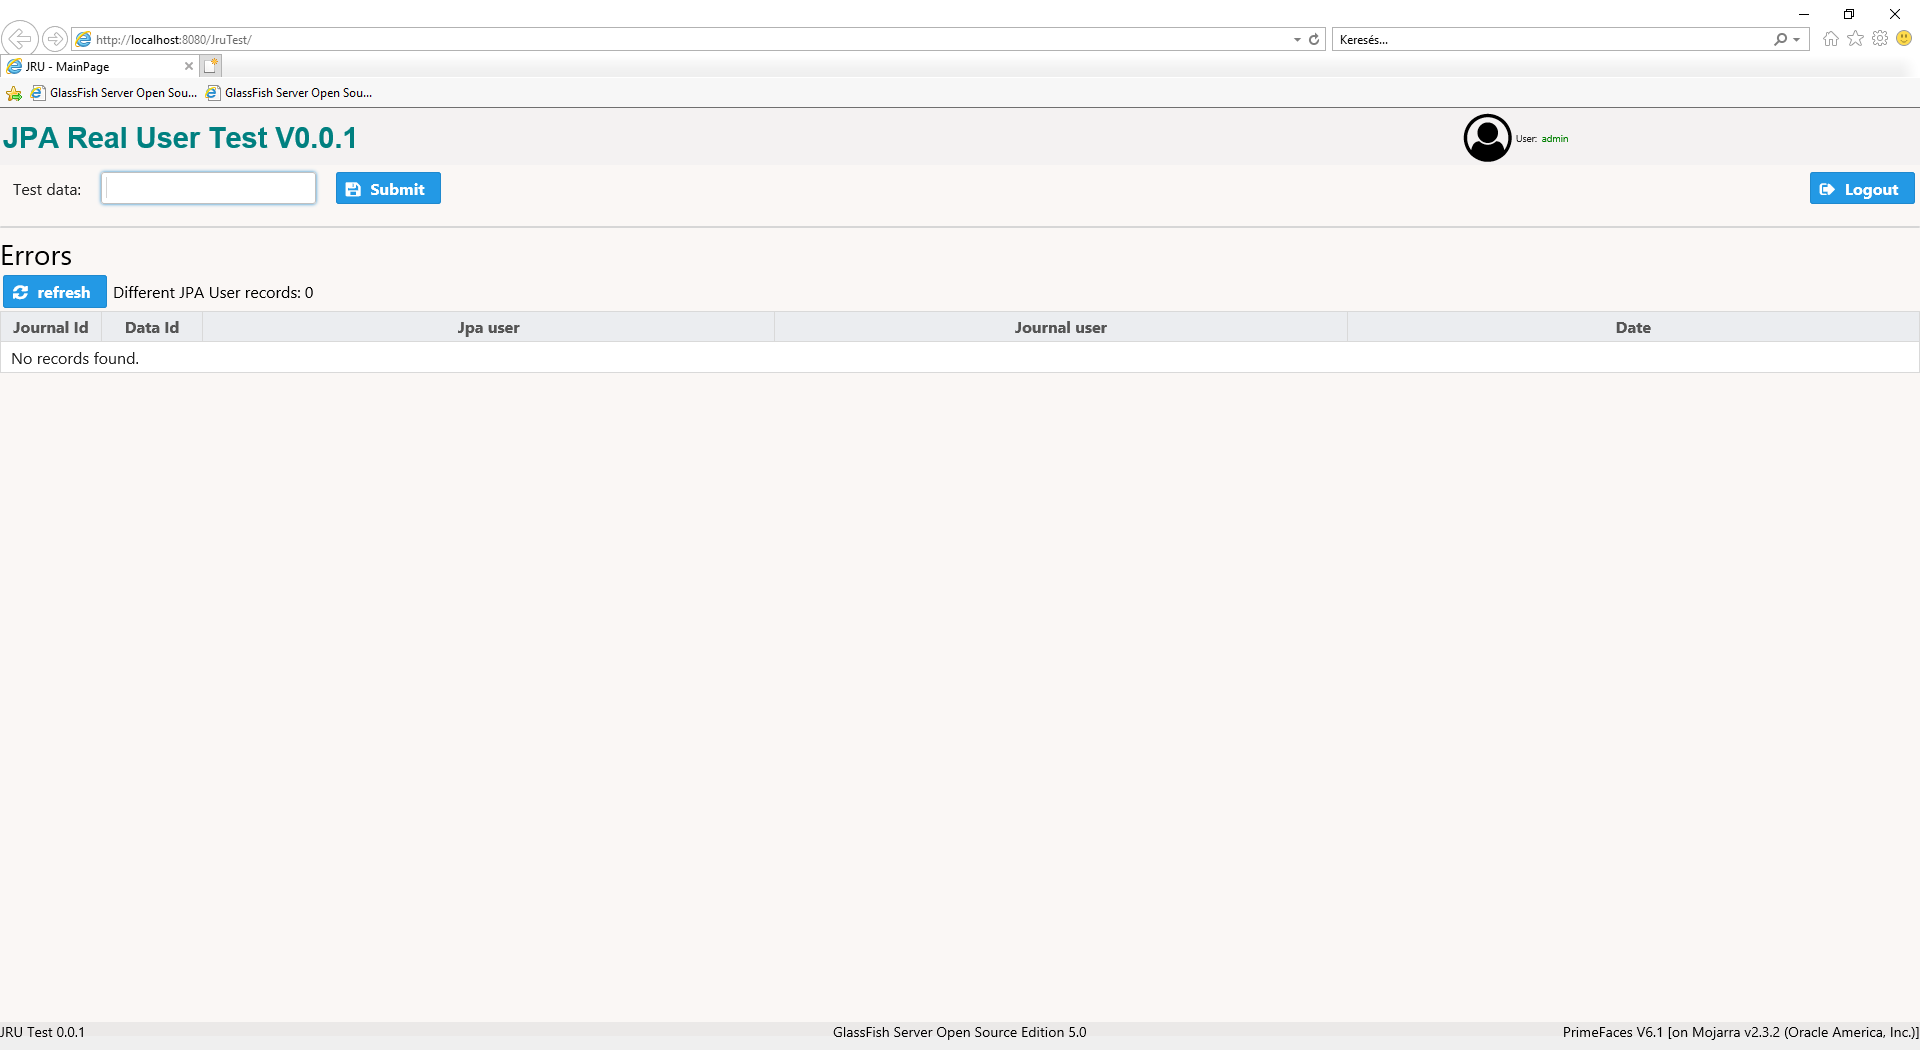 http://localhost:8080/JruTest/
Keresés...
JRU - MainPage
GlassFish Server Open Sou... GlassFish Server Open Sou...
JPA Real User Test V0.0.1
User: admin
Test data: Submit Logout
Errors
refresh Different JPA User records: 0
Journal Id Data Id Jpa user Journal user Date
No records found.
JRU Test 0.0.1 GlassFish Server Open Source Edition 5.0 PrimeFaces V6.1 [on Mojarra v2.3.2 (Oracle America, Inc.)]